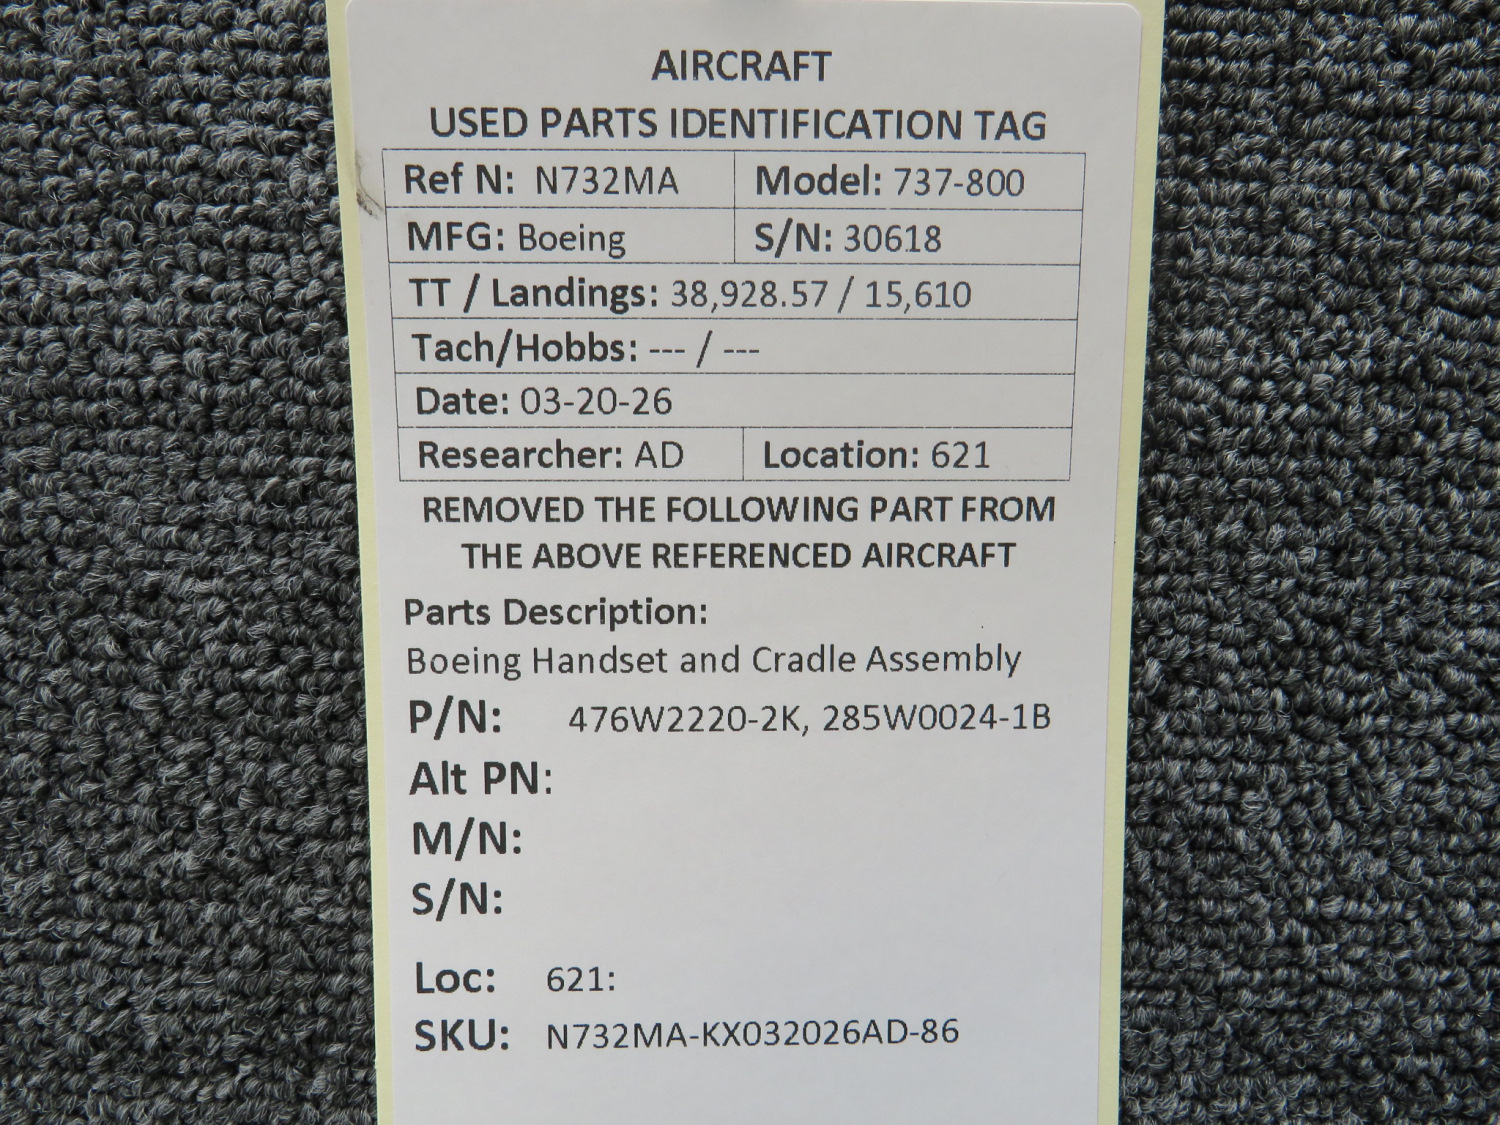 AIRCRAFT
USED PARTS IDENTIFICATION TAG
Ref N: N732MA Model: 737-800
MFG: Boeing S/N: 30618
TT / Landings: 38,928.57 / 15,610
Tach/Hobbs: --- / ---
Date: 03-20-26
Researcher: AD Location: 621
REMOVED THE FOLLOWING PART FROM
THE ABOVE REFERENCED AIRCRAFT
Parts Description:
Boeing Handset and Cradle Assembly
P/N: 476W2220-2K, 285W0024-1B
Alt PN:
M/N:
S/N:
Loc: 621:
SKU: N732MA-KX032026AD-86